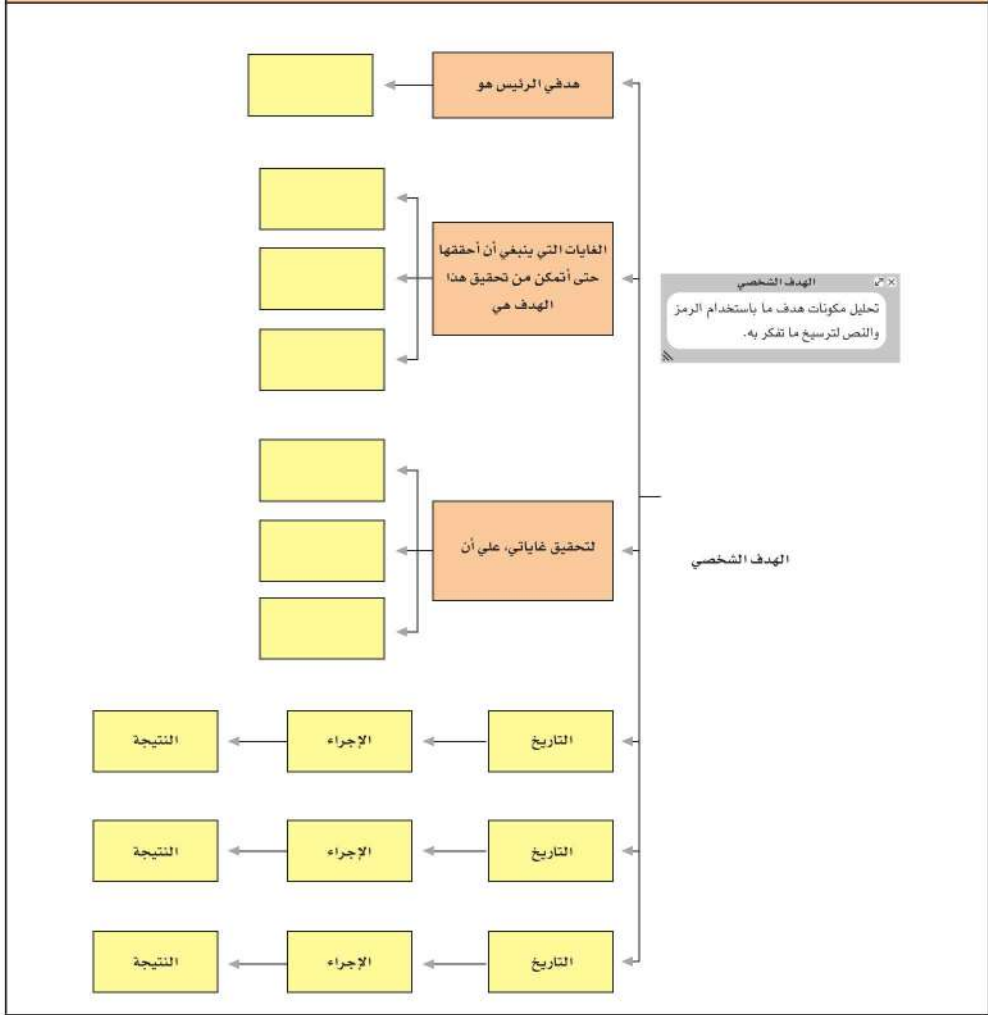 هدفي الرئيس هو
الغايات التي ينبغي أن أحققها
حتى أتمكن من تحقيق هذا
الهدف هي
الهدف الشخصي
تحليل مكونات هدف ما باستخدام الرمز
والنص لترسيخ ما تفكر به.
لتحقيق غاياتي، علي أن
الهدف الشخصي
التاريخ
الإجراء
النتيجة
التاريخ
الإجراء
النتيجة
التاريخ
الإجراء
النتيجة